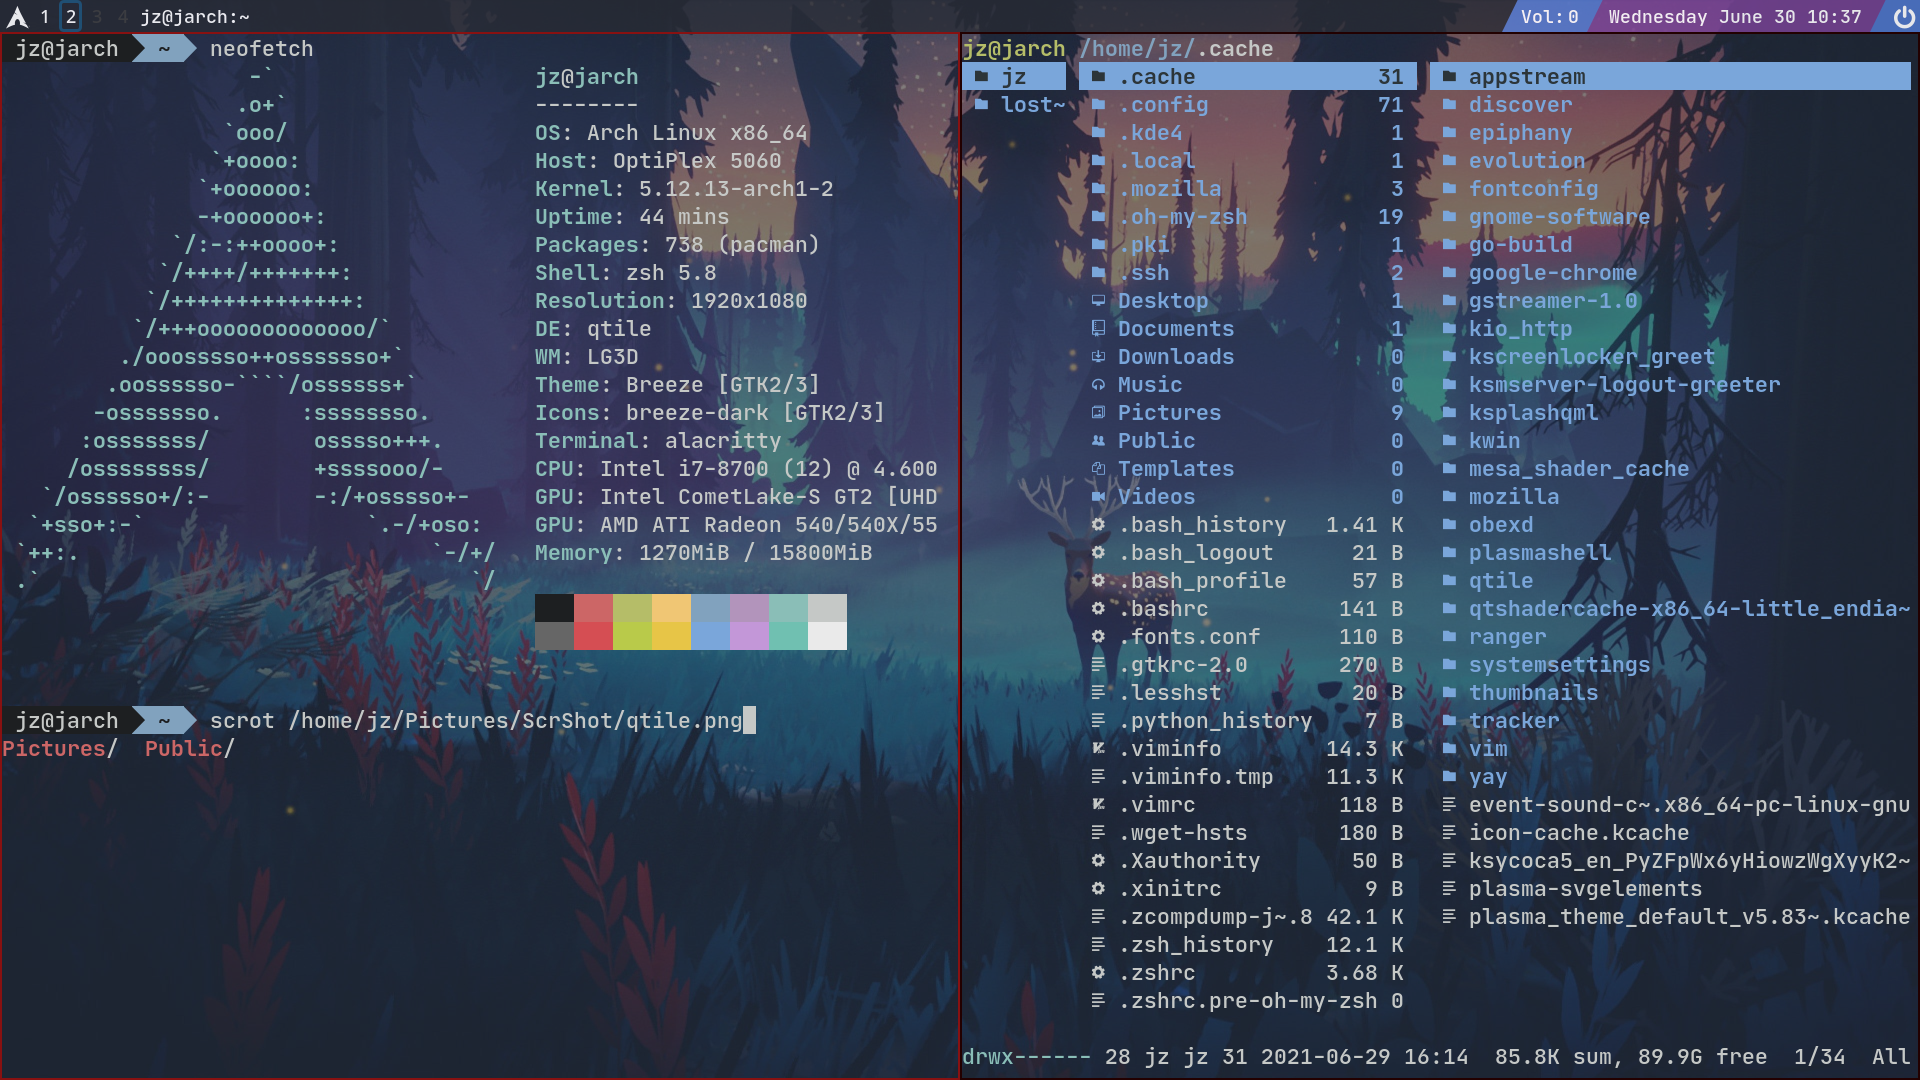 1 2 3 4 jz@jarch:~
Vol:0 Wednesday June 30 10:37
jz@jarch ~ neofetch
-`
.o+`
`ooo/
`+oooo:
`+oooooo:
-+oooooo+:
`/:-:++oooo+:
`/++++/+++++++:
`/++++++++++++++:
`/+++ooooooooooooo/`
./ooosssso++osssssso+`
.oossssso-````/ossssss+`
-osssssso. :ssssssso.
:osssssss/ osssso+++.
/ossssssss/ +ssssooo/-
`/ossssso+/:- -:/+osssso+-
`+sso+:-` `.-/+oso:
`++:. `-/+/
.` `/
jz@jarch
--------
OS: Arch Linux x86_64
Host: OptiPlex 5060
Kernel: 5.12.13-arch1-2
Uptime: 44 mins
Packages: 738 (pacman)
Shell: zsh 5.8
Resolution: 1920x1080
DE: qtile
WM: LG3D
Theme: Breeze [GTK2/3]
Icons: breeze-dark [GTK2/3]
Terminal: alacritty
CPU: Intel i7-8700 (12) @ 4.600
GPU: Intel CometLake-S GT2 [UHD
GPU: AMD ATI Radeon 540/540X/55
Memory: 1270MiB / 15800MiB
jz@jarch ~ scrot /home/jz/Pictures/ScrShot/qtile.png
Pictures/ Public/
jz@jarch /home/jz/.cache
jz
lost~
.cache 31
.config 71
.kde4 1
.local 1
.mozilla 3
.oh-my-zsh 19
.pki 1
.ssh 2
Desktop 1
Documents 1
Downloads 0
Music 0
Pictures 9
Public 0
Templates 0
Videos 0
.bash_history 1.41 K
.bash_logout 21 B
.bash_profile 57 B
.bashrc 141 B
.fonts.conf 110 B
.gtkrc-2.0 270 B
.lesshst 20 B
.python_history 7 B
.viminfo 14.3 K
.viminfo.tmp 11.3 K
.vimrc 118 B
.wget-hsts 180 B
.Xauthority 50 B
.xinitrc 9 B
.zcompdump-j~.8 42.1 K
.zsh_history 12.1 K
.zshrc 3.68 K
.zshrc.pre-oh-my-zsh 0
appstream
discover
epiphany
evolution
fontconfig
gnome-software
go-build
google-chrome
gstreamer-1.0
kio_http
kscreenlocker_greet
ksmserver-logout-greeter
ksplashqml
kwin
mesa_shader_cache
mozilla
obexd
plasmashell
qtile
qtshadercache-x86_64-little_endia~
ranger
systemsettings
thumbnails
tracker
vim
yay
event-sound-c~.x86_64-pc-linux-gnu
icon-cache.kcache
ksycoca5_en_PyZFpWx6yHiowzWgXyyK2~
plasma-svgelements
plasma_theme_default_v5.83~.kcache
drwx------ 28 jz jz 31 2021-06-29 16:14 85.8K sum, 89.9G free 1/34 All